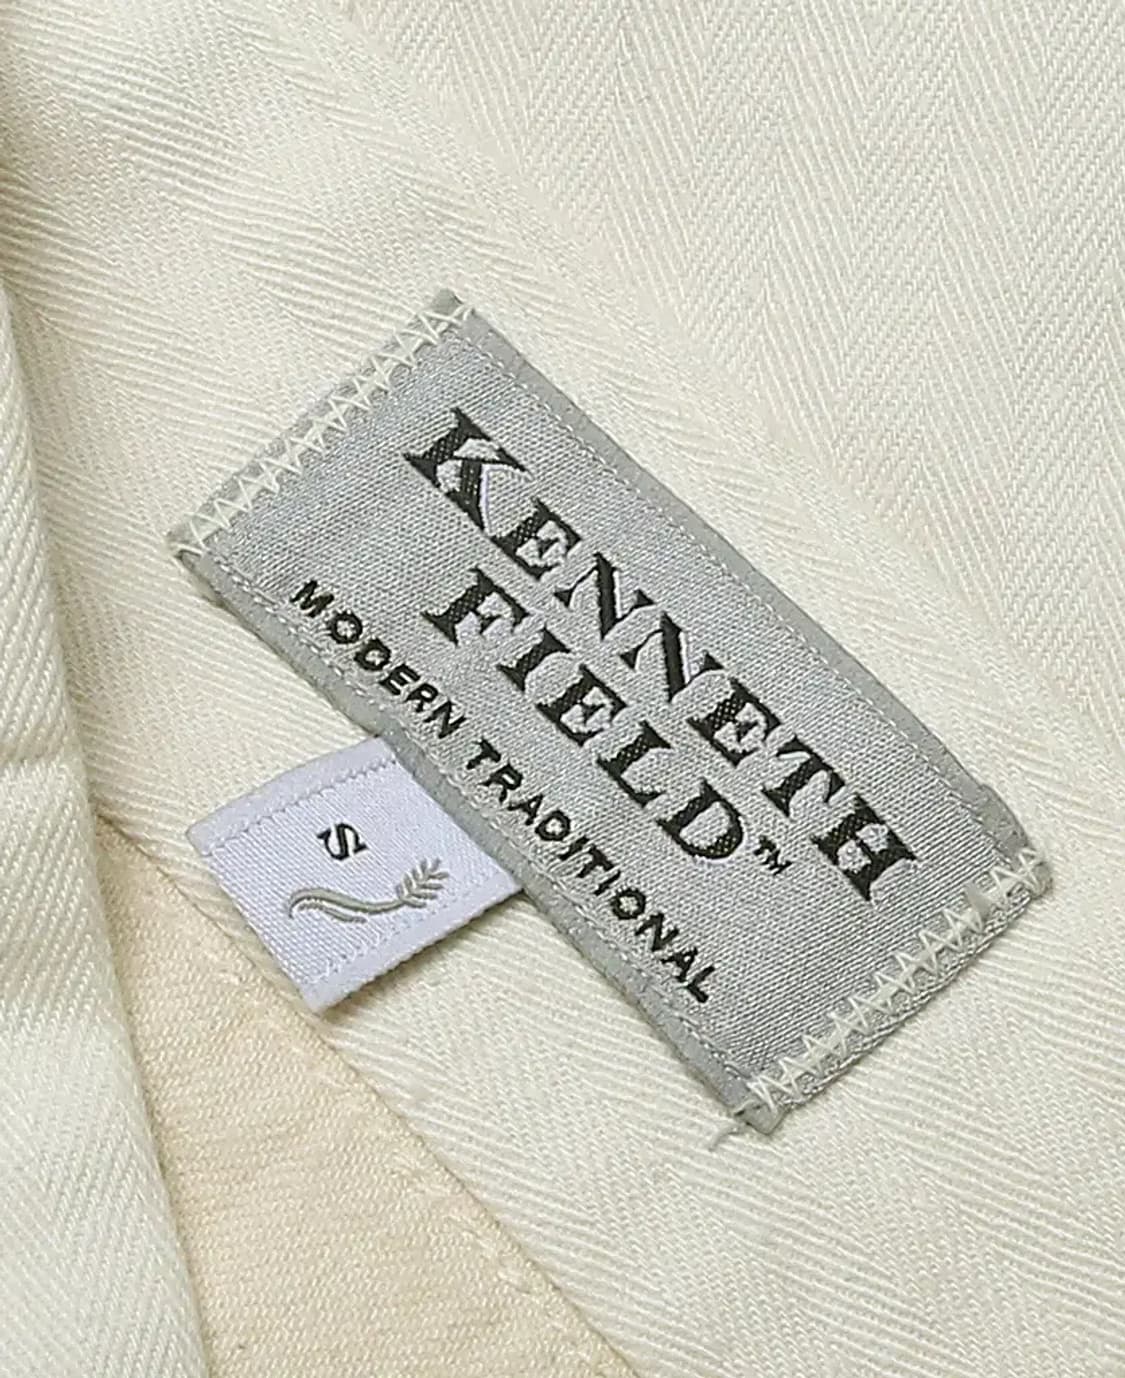 KENNETH
FIELD™
MODERN TRADITIONAL
S